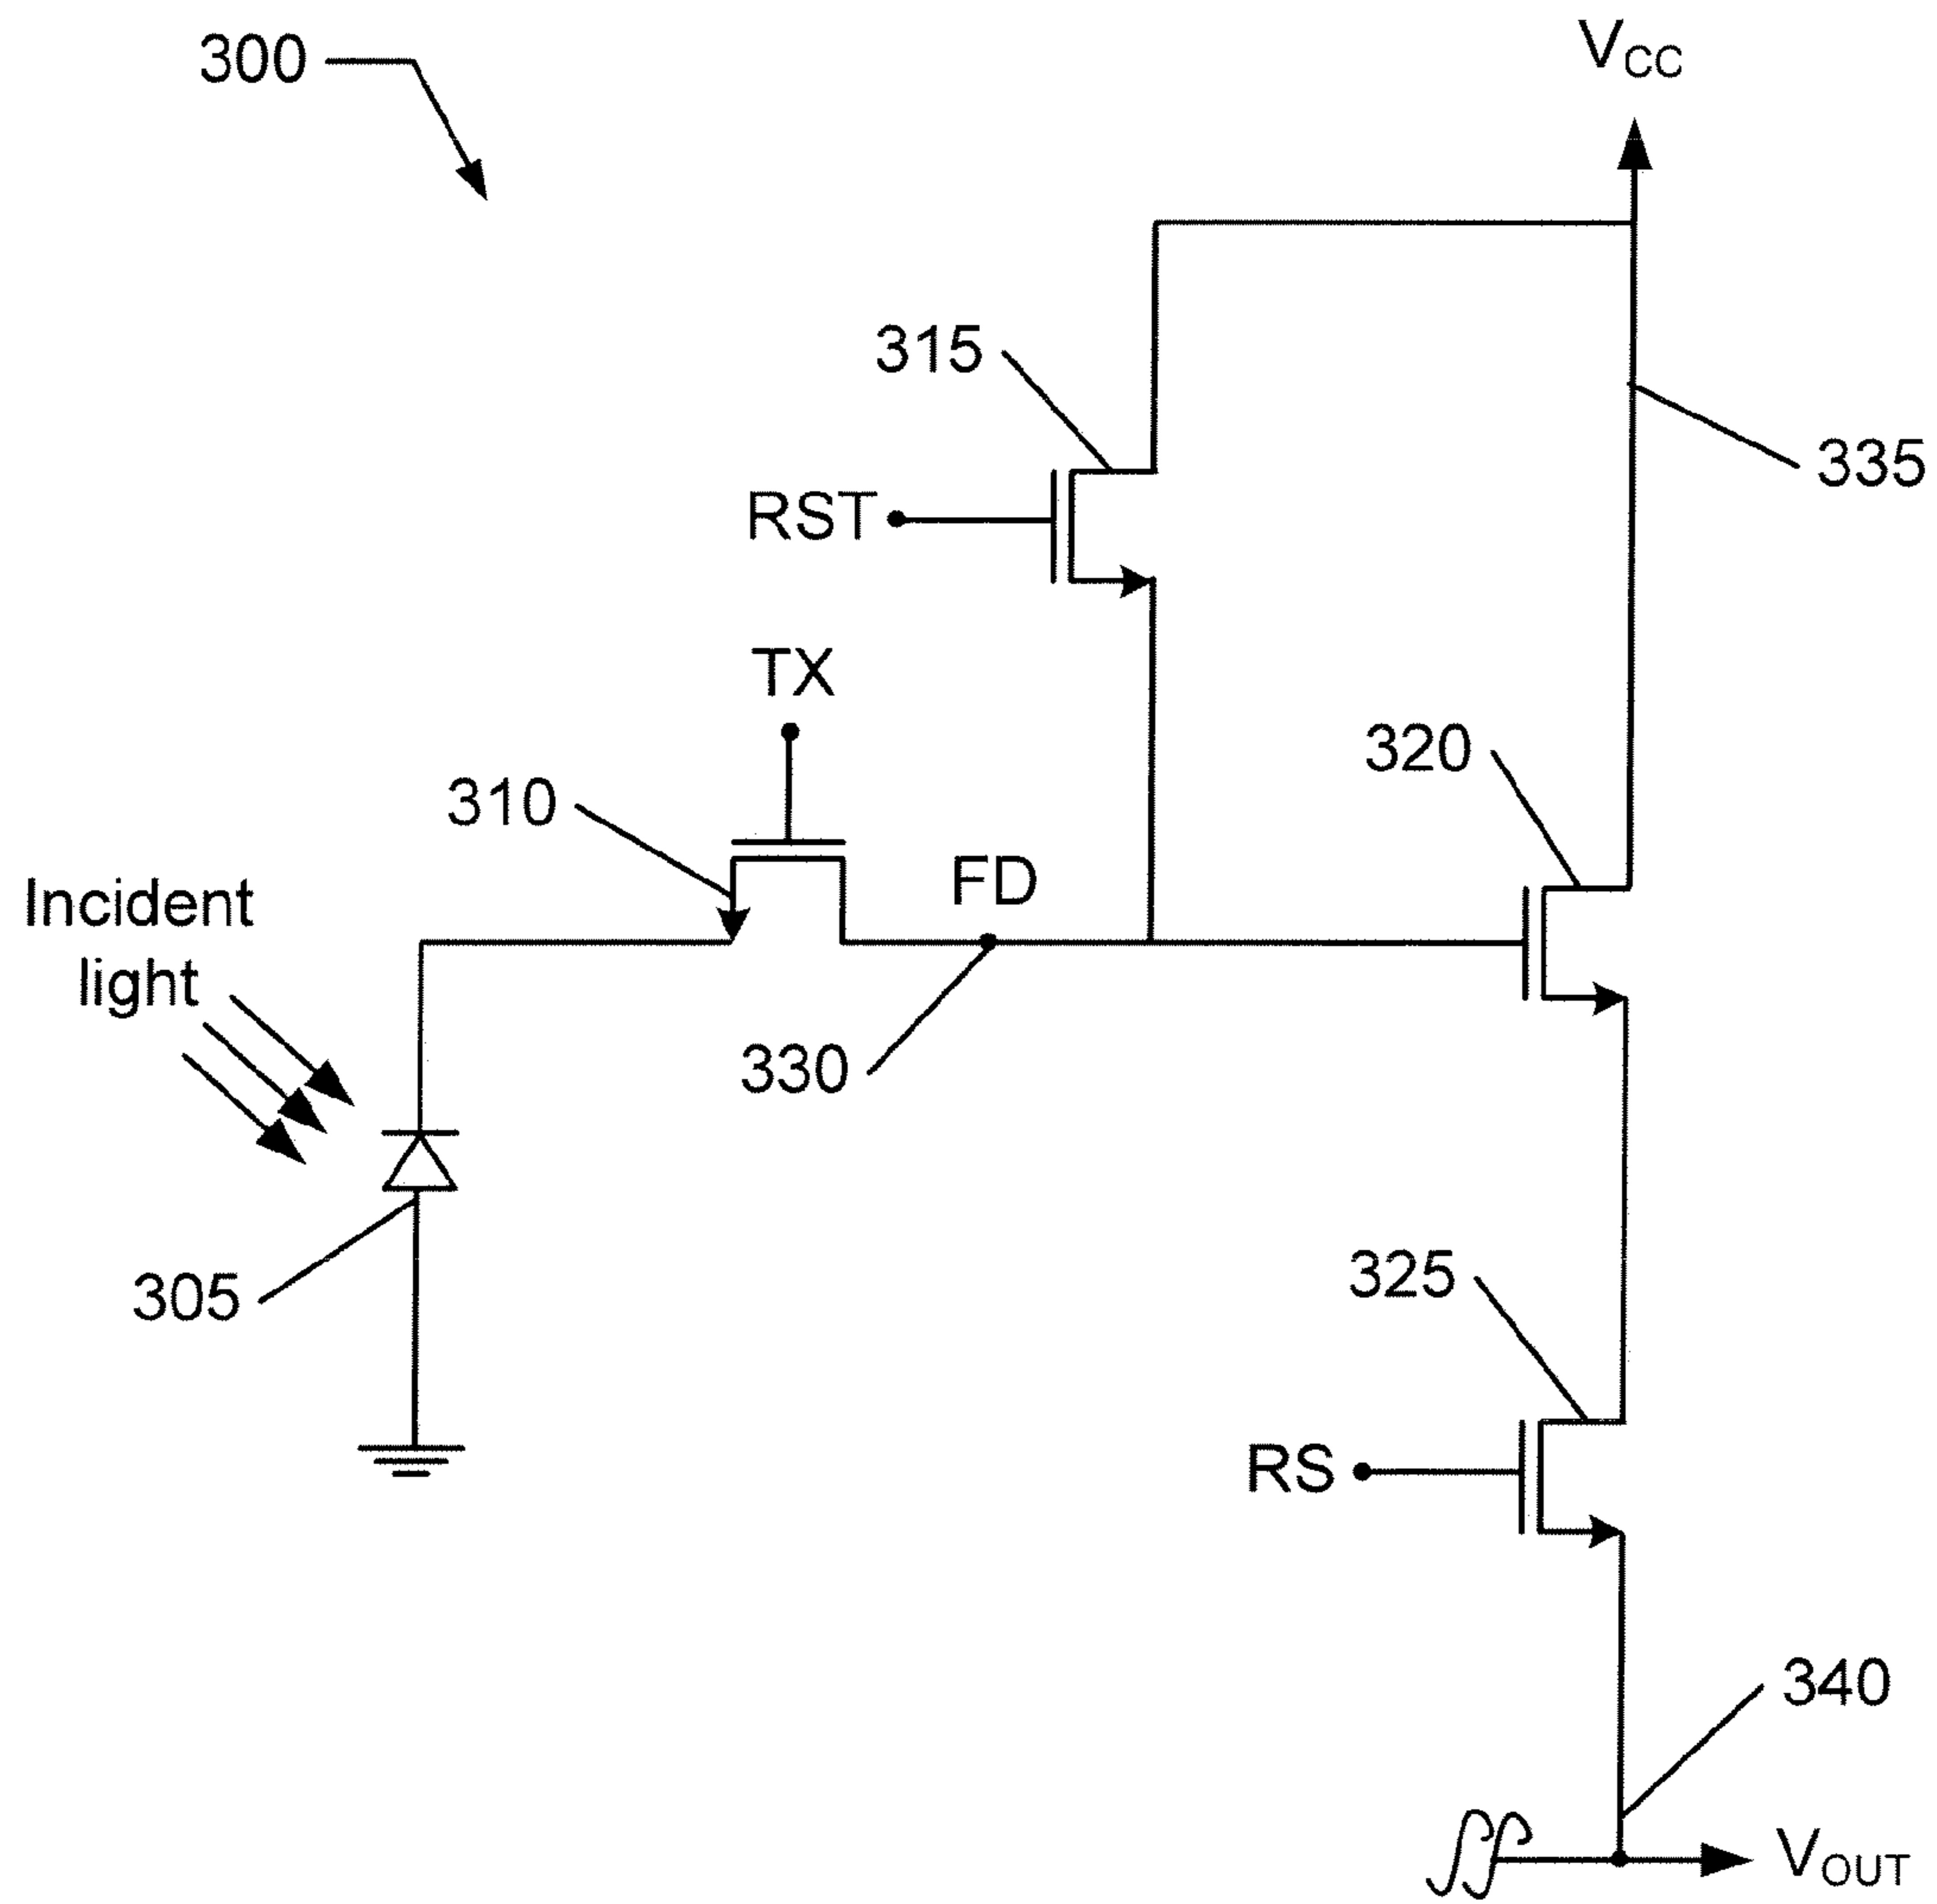 300
VCC
315
335
RST
TX
320
310
FD
Incident
light
330
325
305
RS
340
VOUT